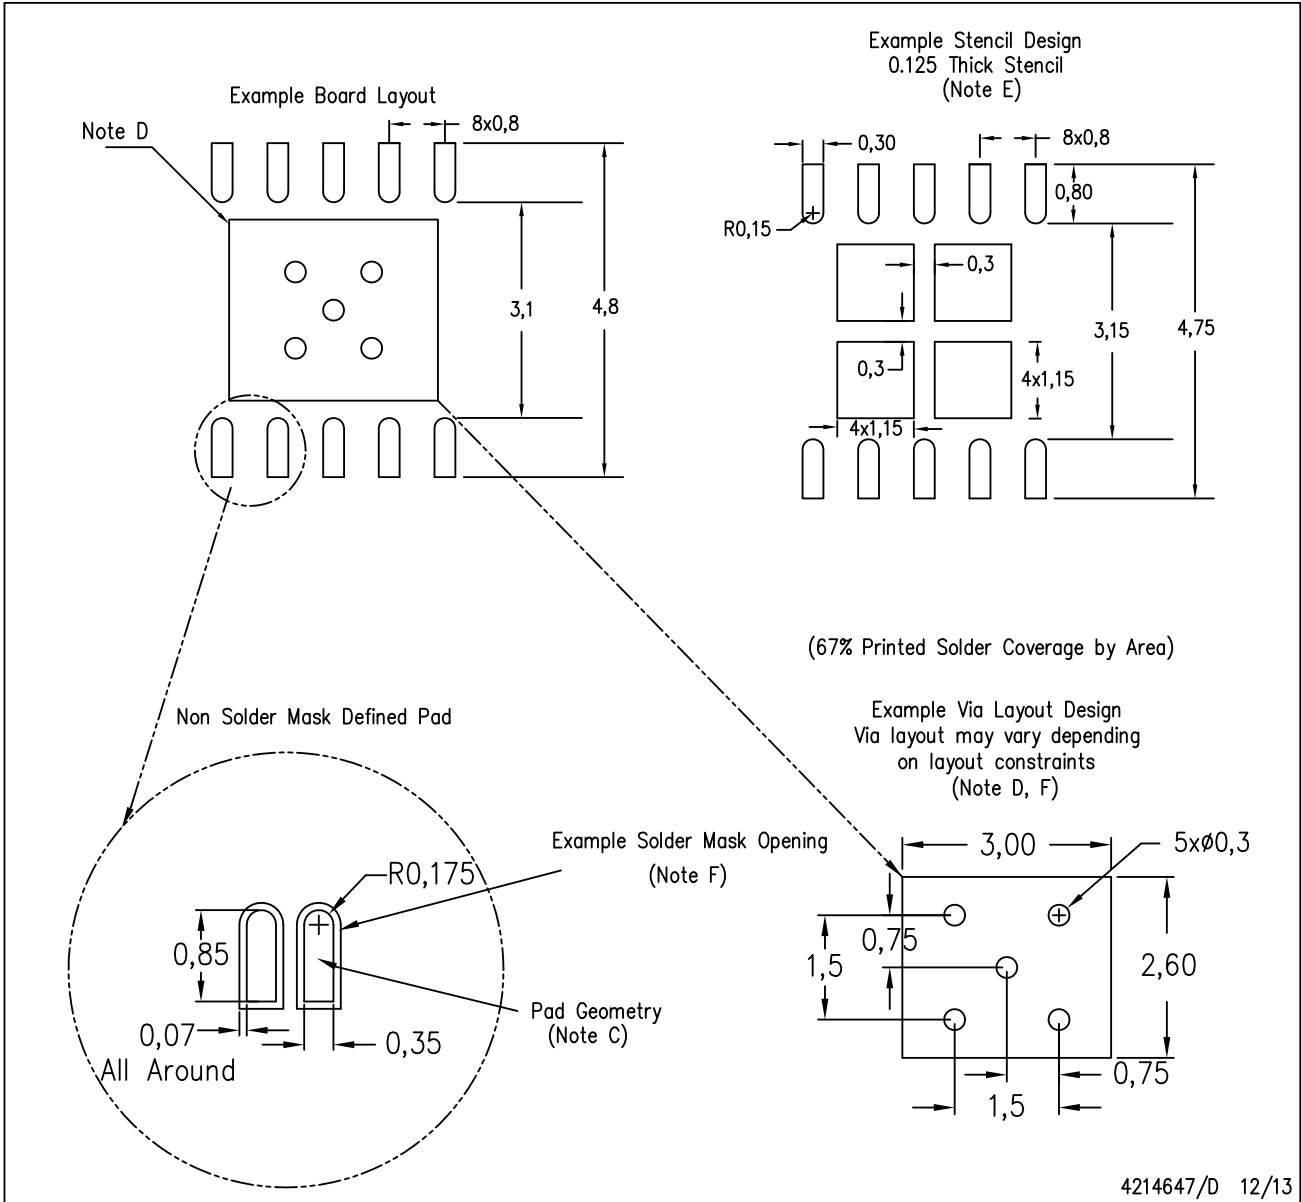 Example Stencil Design
0.125 Thick Stencil
(Note E)
Example Board Layout
Note D
8x0,8
3,1
4,8
0,30
8x0,8
0,80
R0,15
0,3
3,15
4,75
0,3
4x1,15
4x1,15
(67% Printed Solder Coverage by Area)
Non Solder Mask Defined Pad
Example Via Layout Design
Via layout may vary depending
on layout constraints
(Note D, F)
Example Solder Mask Opening
(Note F)
R0,175
0,85
0,07
All Around
0,35
Pad Geometry
(Note C)
3,00
5xø0,3
0,75
1,5
2,60
0,75
1,5
4214647/D 12/13